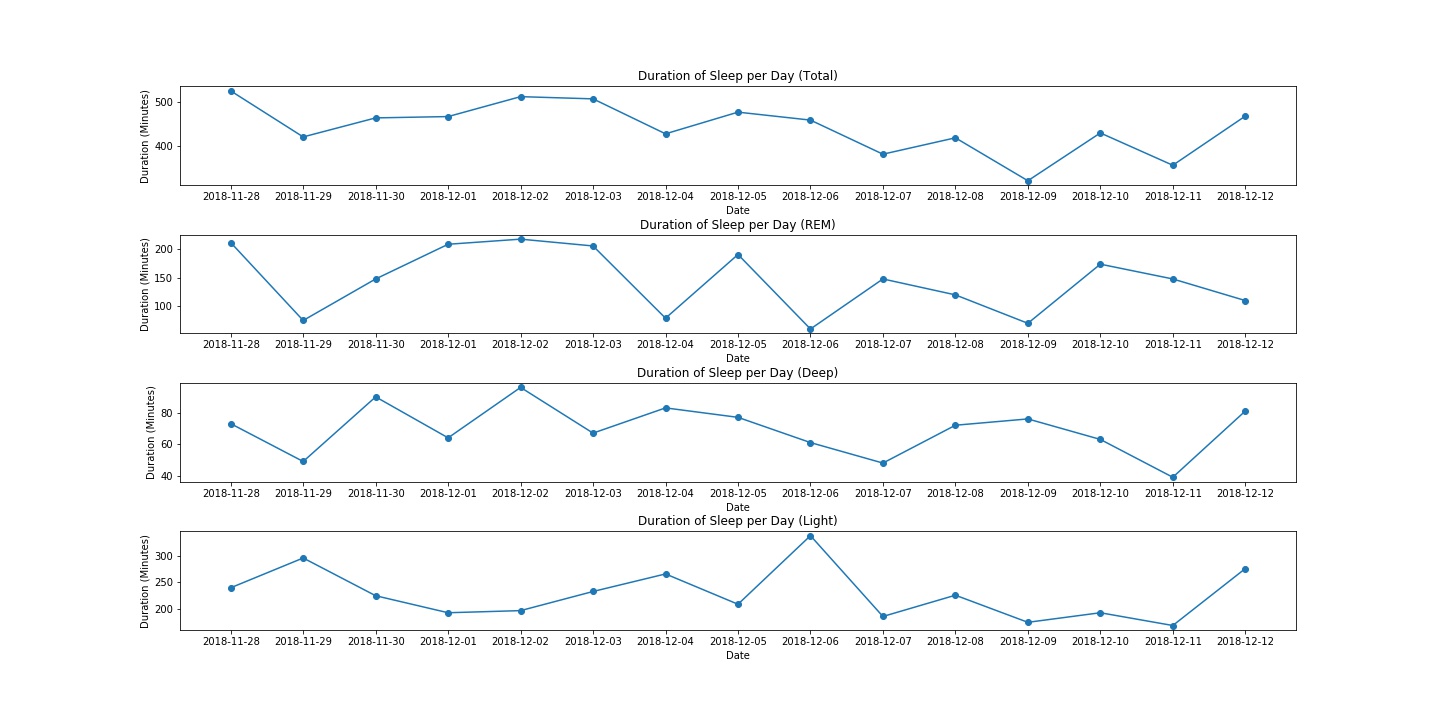 Duration of Sleep per Day (Total)
Duration (Minutes)
500
400
2018-11-28 2018-11-29 2018-11-30 2018-12-01 2018-12-02 2018-12-03 2018-12-04 2018-12-05 2018-12-06 2018-12-07 2018-12-08 2018-12-09 2018-12-10 2018-12-11 2018-12-12
Date
Duration of Sleep per Day (REM)
Duration (Minutes)
200
150
100
2018-11-28 2018-11-29 2018-11-30 2018-12-01 2018-12-02 2018-12-03 2018-12-04 2018-12-05 2018-12-06 2018-12-07 2018-12-08 2018-12-09 2018-12-10 2018-12-11 2018-12-12
Date
Duration of Sleep per Day (Deep)
Duration (Minutes)
80
60
40
2018-11-28 2018-11-29 2018-11-30 2018-12-01 2018-12-02 2018-12-03 2018-12-04 2018-12-05 2018-12-06 2018-12-07 2018-12-08 2018-12-09 2018-12-10 2018-12-11 2018-12-12
Date
Duration of Sleep per Day (Light)
Duration (Minutes)
300
250
200
2018-11-28 2018-11-29 2018-11-30 2018-12-01 2018-12-02 2018-12-03 2018-12-04 2018-12-05 2018-12-06 2018-12-07 2018-12-08 2018-12-09 2018-12-10 2018-12-11 2018-12-12
Date